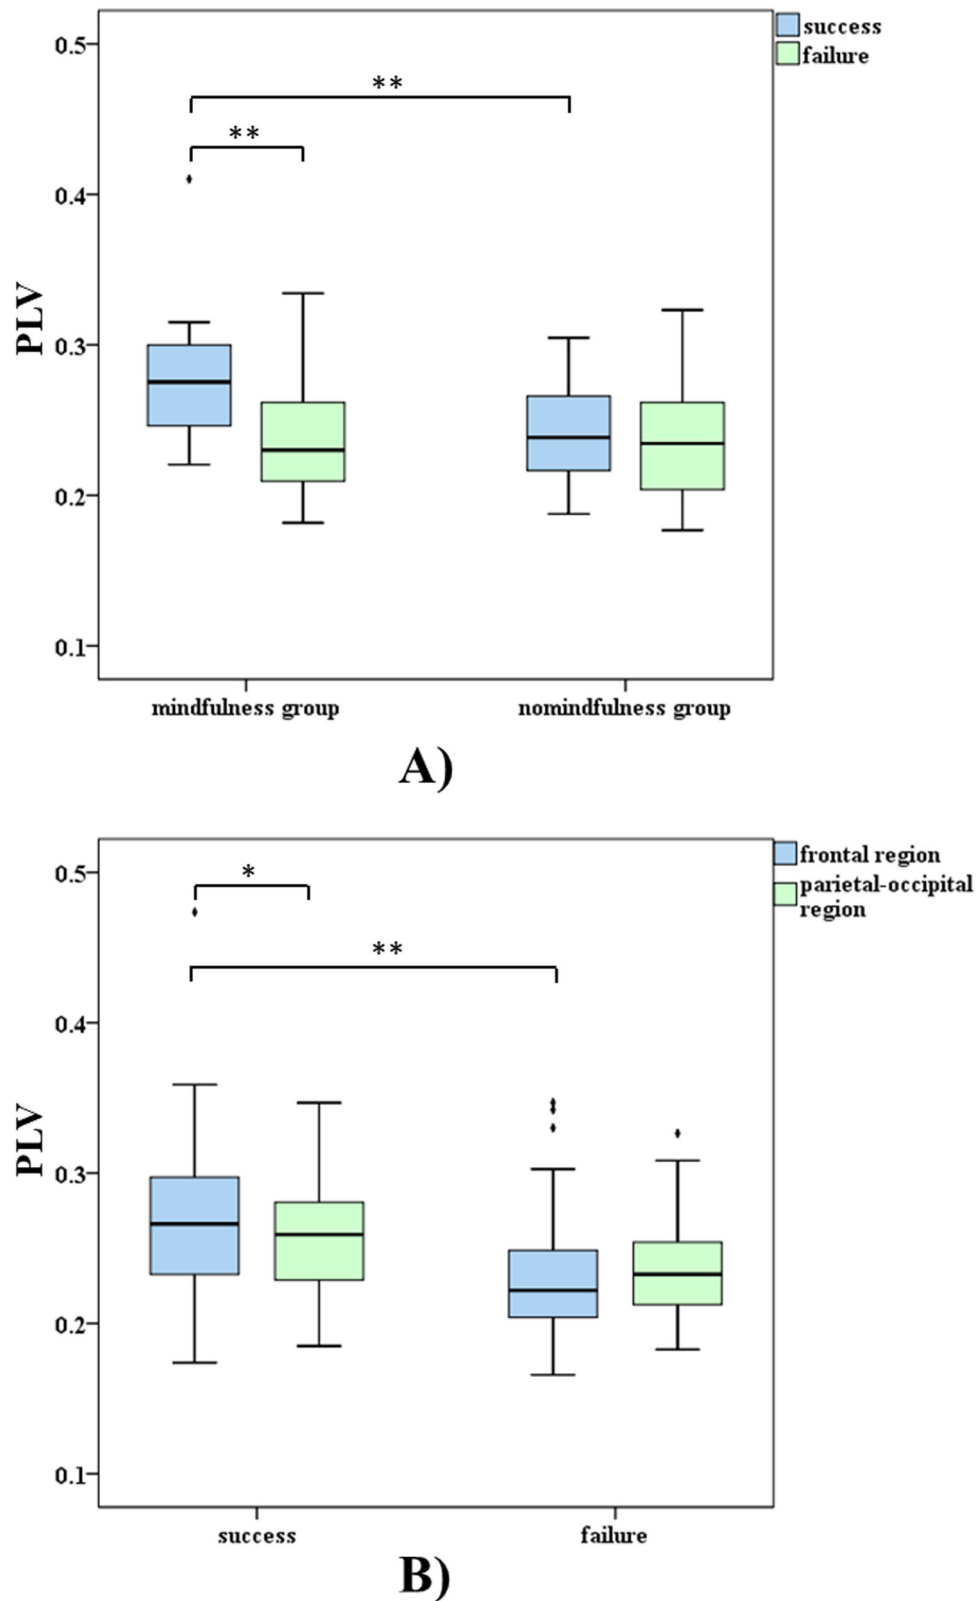 success
failure
0.5
**
**
0.4
PLV
0.3
0.2
0.1
mindfulness group
nomindfulness group
A)
frontal region
parietal-occipital
region
0.5
*
**
0.4
PLV
0.3
0.2
0.1
success
failure
B)